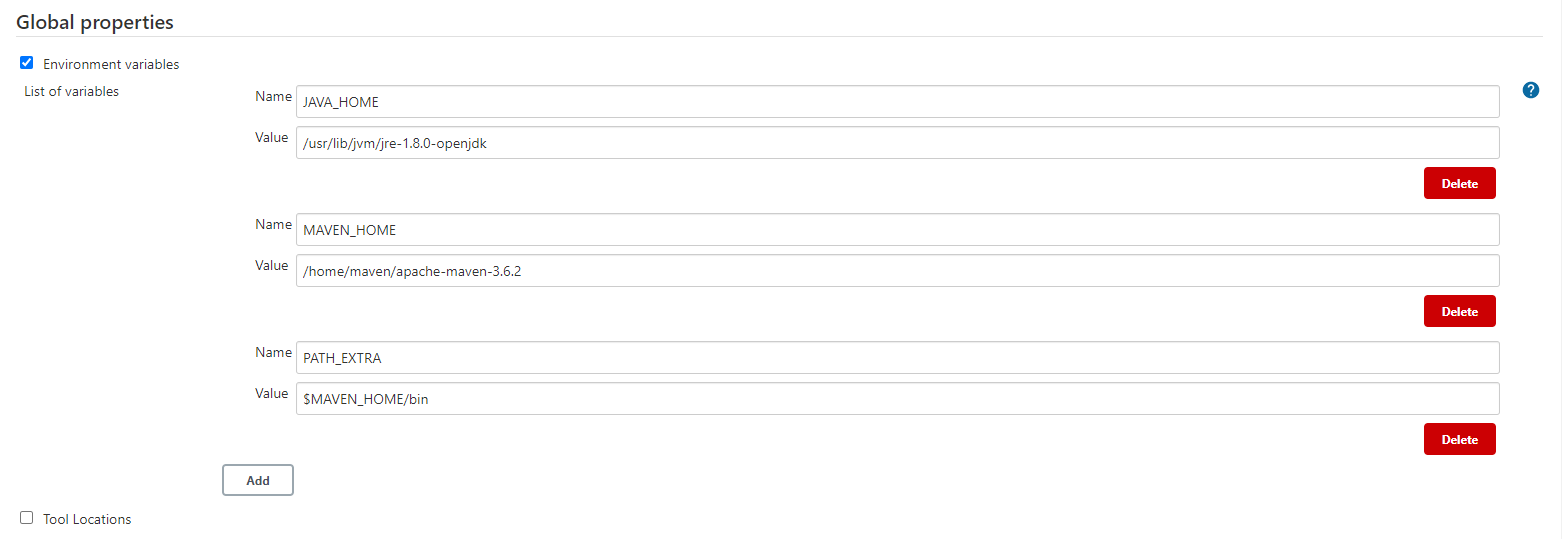 Global properties
Environment variables
List of variables
Name JAVA_HOME
?
Value /usr/lib/jvm/jre-1.8.0-openjdk
Delete
Name MAVEN_HOME
Value /home/maven/apache-maven-3.6.2
Delete
Name PATH_EXTRA
Value $MAVEN_HOME/bin
Delete
Add
Tool Locations